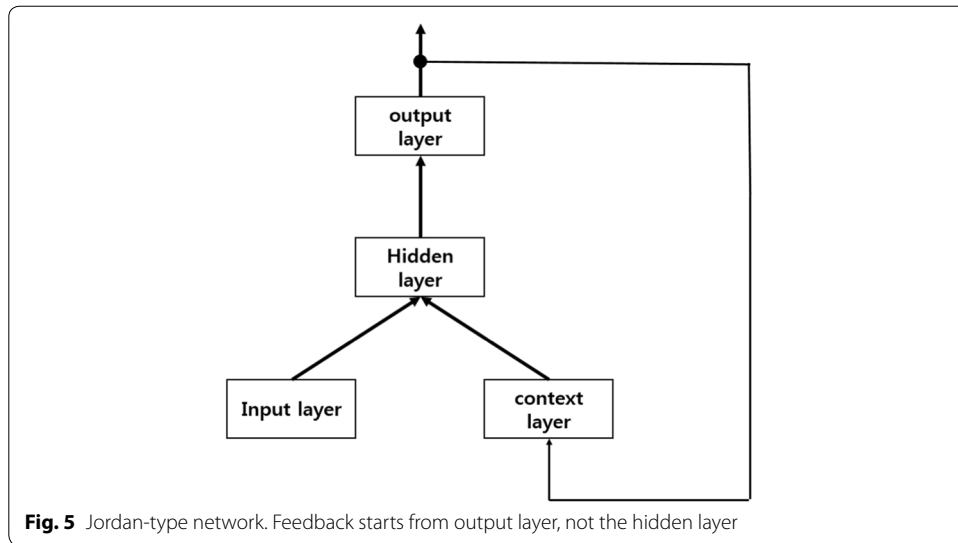 output
layer
Hidden
layer
Input layer
context
layer
Fig. 5 Jordan-type network. Feedback starts from output layer, not the hidden layer